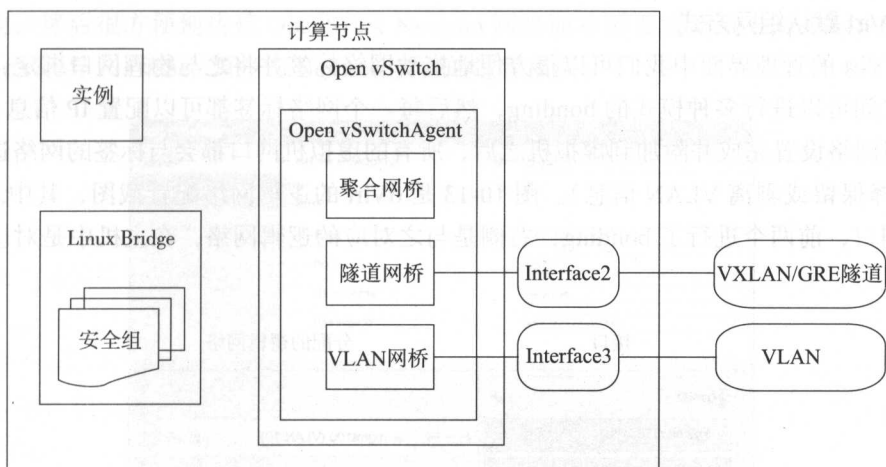 计算节点
实例
Open vSwitch
Open vSwitchAgent
聚合网桥
Linux Bridge
安全组
隧道网桥
Interface2
VXLAN/GRE隧道
VLAN网桥
Interface3
VLAN